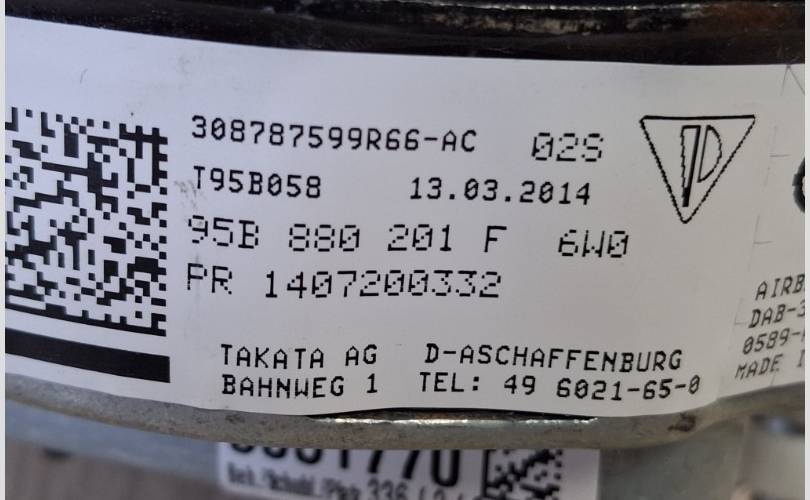 308787599R66-AC 02S
T95B058 13.03.2014
95B 880 201 F 6W0
PR 1407200332
TAKATA AG D-ASCHAFFENBURG
BAHNWEG 1 TEL: 49 6021-65-0
AIRB
DAB-3
0589-
MADE